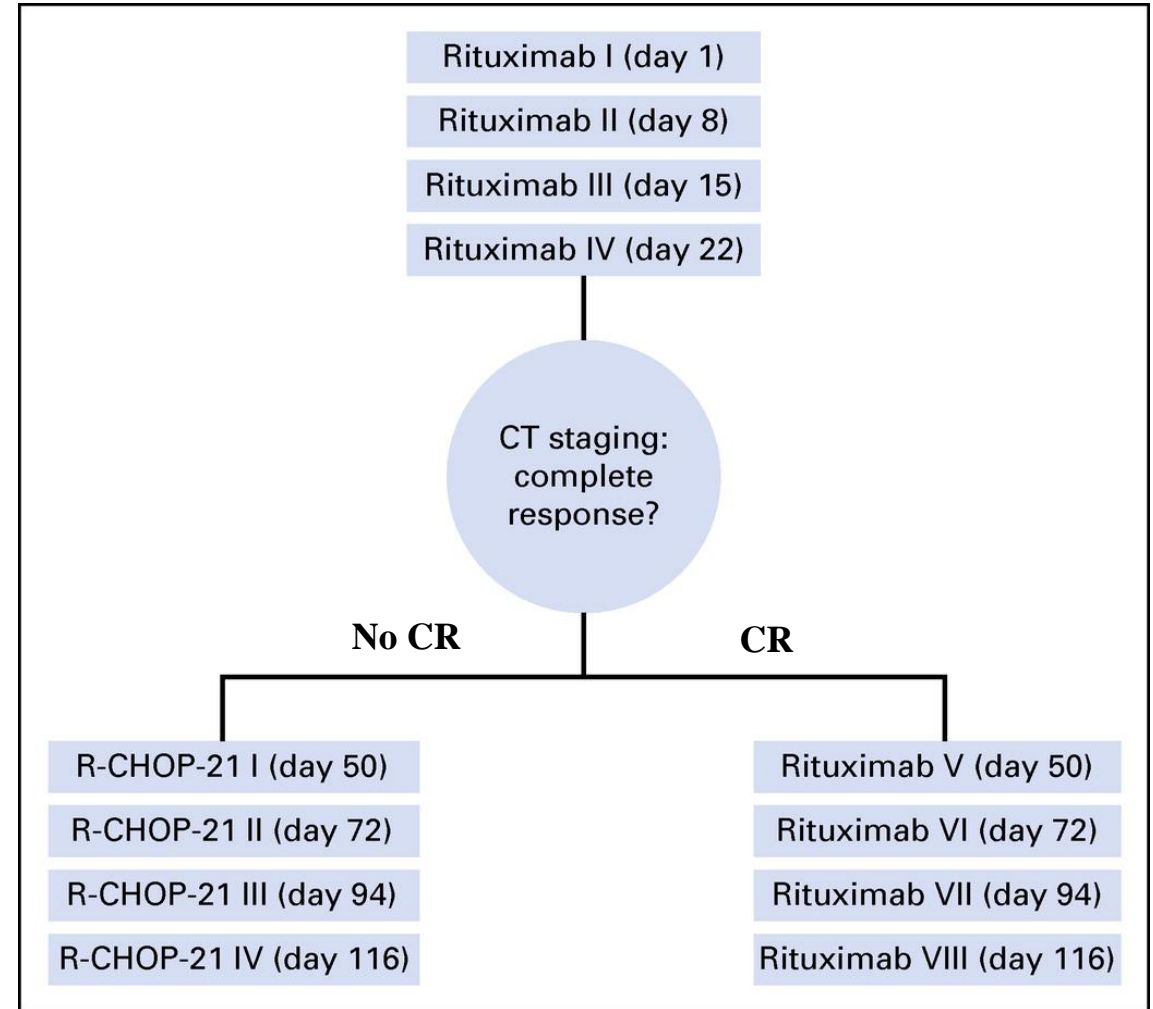 Rituximab I (day 1)
Rituximab II (day 8)
Rituximab III (day 15)
Rituximab IV (day 22)
CT staging:
complete
response?
No CR
CR
R-CHOP-21 I (day 50)
R-CHOP-21 II (day 72)
R-CHOP-21 III (day 94)
R-CHOP-21 IV (day 116)
Rituximab V (day 50)
Rituximab VI (day 72)
Rituximab VII (day 94)
Rituximab VIII (day 116)